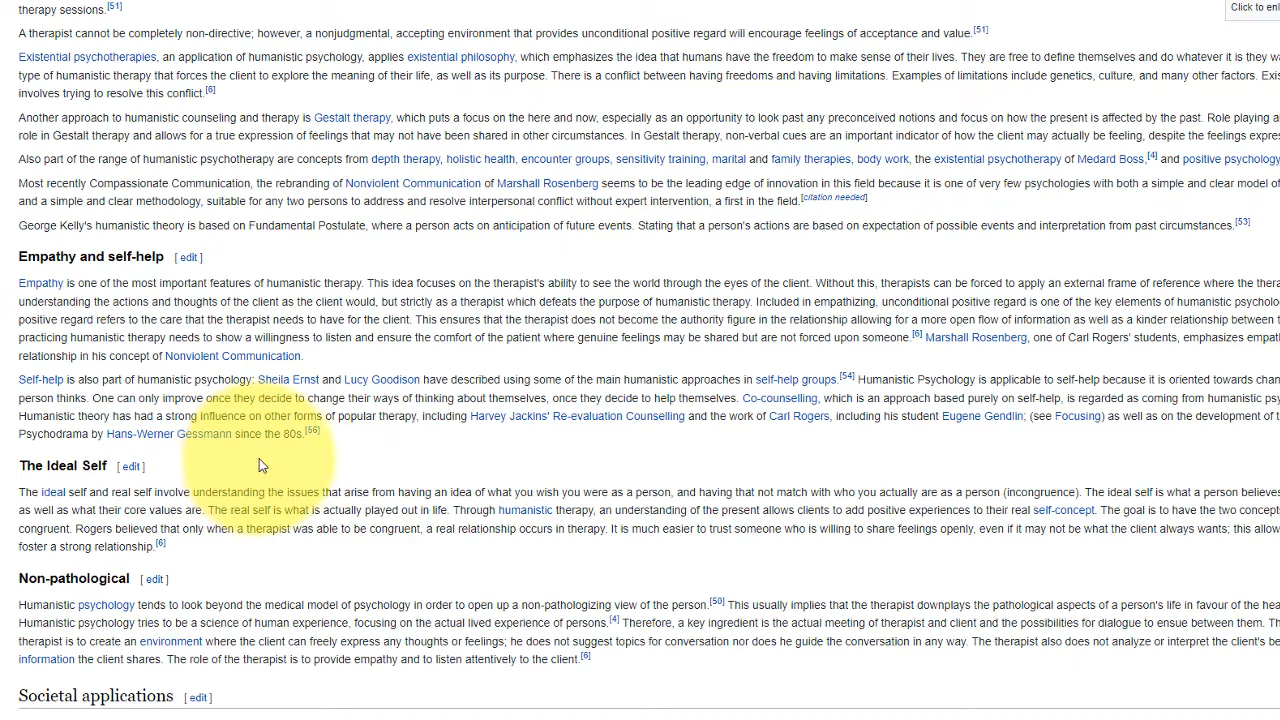 therapy sessions.[51]
Click to enl
A therapist cannot be completely non-directive; however, a nonjudgmental, accepting environment that provides unconditional positive regard will encourage feelings of acceptance and value.[51]
Existential psychotherapies, an application of humanistic psychology, applies existential philosophy, which emphasizes the idea that humans have the freedom to make sense of their lives. They are free to define themselves and do whatever it is they wa
type of humanistic therapy that forces the client to explore the meaning of their life, as well as its purpose. There is a conflict between having freedoms and having limitations. Examples of limitations include genetics, culture, and many other factors. Exis
involves trying to resolve this conflict.[6]
Another approach to humanistic counseling and therapy is Gestalt therapy, which puts a focus on the here and now, especially as an opportunity to look past any preconceived notions and focus on how the present is affected by the past. Role playing a
role in Gestalt therapy and allows for a true expression of feelings that may not have been shared in other circumstances. In Gestalt therapy, non-verbal cues are an important indicator of how the client may actually be feeling, despite the feelings expre
Also part of the range of humanistic psychotherapy are concepts from depth therapy, holistic health, encounter groups, sensitivity training, marital and family therapies, body work, the existential psychotherapy of Medard Boss,[4] and positive psychology
Most recently Compassionate Communication, the rebranding of Nonviolent Communication of Marshall Rosenberg seems to be the leading edge of innovation in this field because it is one of very few psychologies with both a simple and clear model of
and a simple and clear methodology, suitable for any two persons to address and resolve interpersonal conflict without expert intervention, a first in the field.[citation needed]
George Kelly's humanistic theory is based on Fundamental Postulate, where a person acts on anticipation of future events. Stating that a person's actions are based on expectation of possible events and interpretation from past circumstances.[53]
Empathy and self-help [ edit ]
Empathy is one of the most important features of humanistic therapy. This idea focuses on the therapist's ability to see the world through the eyes of the client. Without this, therapists can be forced to apply an external frame of reference where the thera
understanding the actions and thoughts of the client as the client would, but strictly as a therapist which defeats the purpose of humanistic therapy. Included in empathizing, unconditional positive regard is one of the key elements of humanistic psycholo
positive regard refers to the care that the therapist needs to have for the client. This ensures that the therapist does not become the authority figure in the relationship allowing for a more open flow of information as well as a kinder relationship between t
practicing humanistic therapy needs to show a willingness to listen and ensure the comfort of the patient where genuine feelings may be shared but are not forced upon someone.[6] Marshall Rosenberg, one of Carl Rogers' students, emphasizes empat
relationship in his concept of Nonviolent Communication.
Self-help is also part of humanistic psychology: Sheila Ernst and Lucy Goodison have described using some of the main humanistic approaches in self-help groups.[54] Humanistic Psychology is applicable to self-help because it is oriented towards chan
person thinks. One can only improve once they decide to change their ways of thinking about themselves, once they decide to help themselves. Co-counselling, which is an approach based purely on self-help, is regarded as coming from humanistic psy
Humanistic theory has had a strong influence on other forms of popular therapy, including Harvey Jackins' Re-evaluation Counselling and the work of Carl Rogers, including his student Eugene Gendlin; (see Focusing) as well as on the development of t
Psychodrama by Hans-Werner Gessmann since the 80s.[56]
The Ideal Self [ edit ]
The ideal self and real self involve understanding the issues that arise from having an idea of what you wish you were as a person, and having that not match with who you actually are as a person (incongruence). The ideal self is what a person believes
as well as what their core values are. The real self is what is actually played out in life. Through humanistic therapy, an understanding of the present allows clients to add positive experiences to their real self-concept. The goal is to have the two concept
congruent. Rogers believed that only when a therapist was able to be congruent, a real relationship occurs in therapy. It is much easier to trust someone who is willing to share feelings openly, even if it may not be what the client always wants; this allow
foster a strong relationship.[6]
Non-pathological [ edit ]
Humanistic psychology tends to look beyond the medical model of psychology in order to open up a non-pathologizing view of the person.[50] This usually implies that the therapist downplays the pathological aspects of a person's life in favour of the hea
Humanistic psychology tries to be a science of human experience, focusing on the actual lived experience of persons.[4] Therefore, a key ingredient is the actual meeting of therapist and client and the possibilities for dialogue to ensue between them. Th
therapist is to create an environment where the client can freely express any thoughts or feelings; he does not suggest topics for conversation nor does he guide the conversation in any way. The therapist also does not analyze or interpret the client's be
information the client shares. The role of the therapist is to provide empathy and to listen attentively to the client.[6]
Societal applications [ edit ]